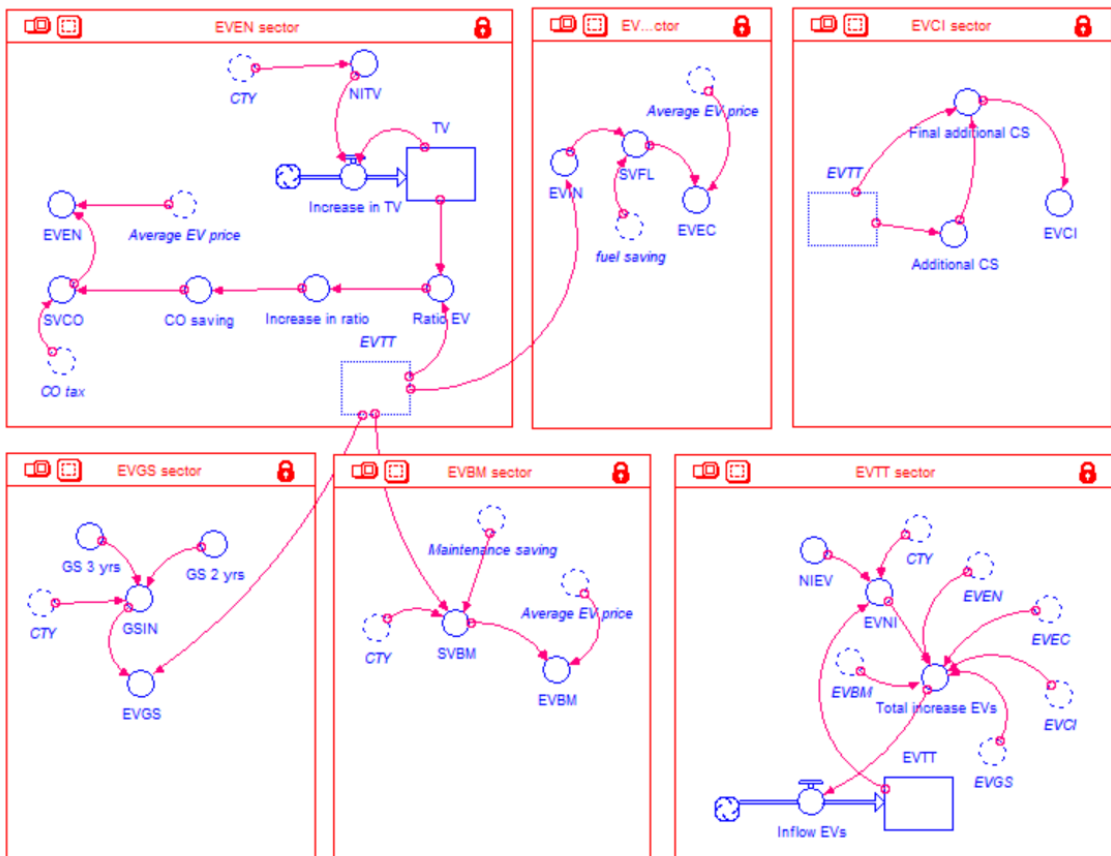 EVEN sector
CTY
NITV
TV
Increase in TV
EVEN
Average EV price
SVCO
CO saving
Increase in ratio
Ratio EV
EVTT
CO tax
EV...ctor
Average EV price
EVIN
SVFL
EVEC
fuel saving
EVCI sector
Final additional CS
EVTT
EVCI
Additional CS
EVGS sector
GS 3 yrs
GS 2 yrs
CTY
GSIN
EVGS
EVBM sector
Maintenance saving
Average EV price
CTY
SVBM
EVBM
EVTT sector
NIEV
CTY
EVNI
EVEN
EVEC
EVBM
Total increase EVs
EVCI
EVTT
EVGS
Inflow EVs